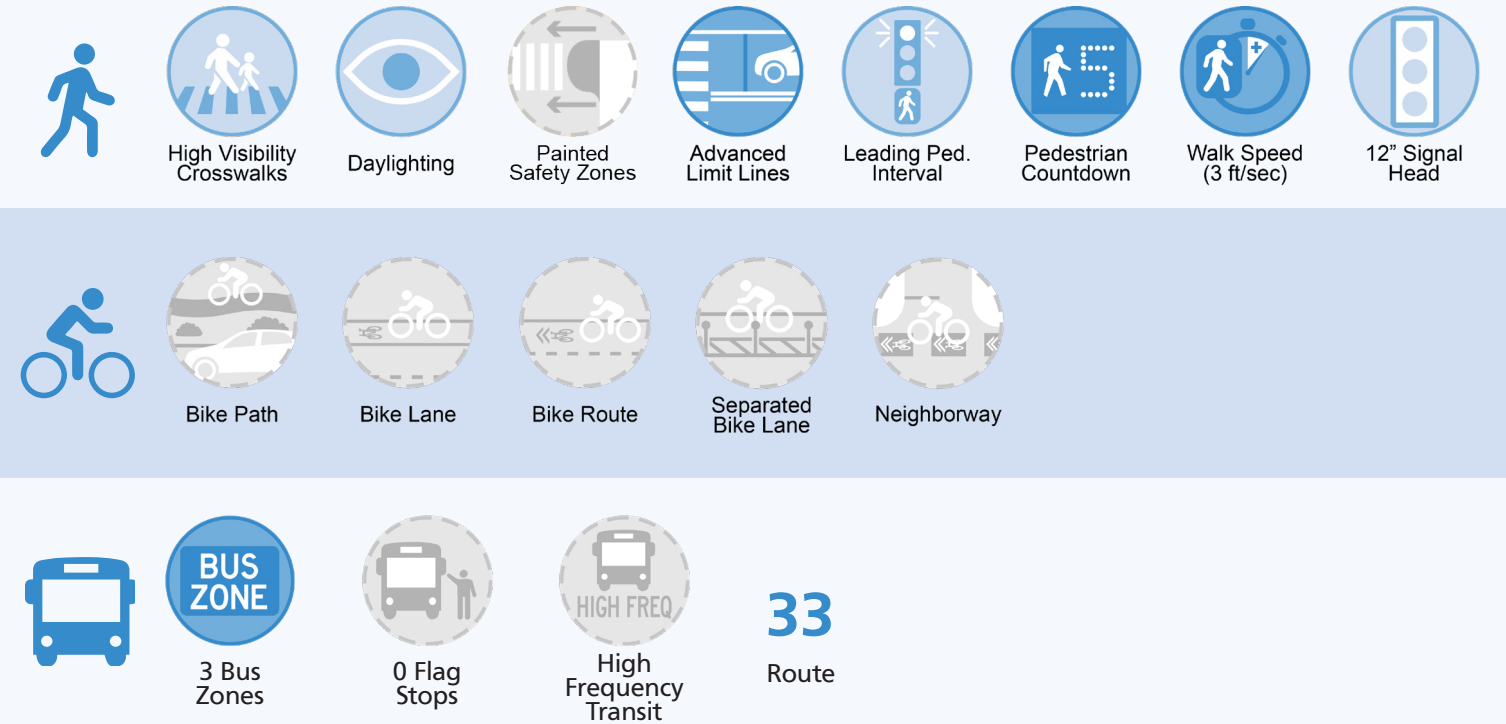 High Visibility
Crosswalks
Daylighting
Painted
Safety Zones
Advanced
Limit Lines
Leading Ped.
Interval
5
Pedestrian
Countdown
Walk Speed
(3 ft/sec)
12” Signal
Head
Bike Path
Bike Lane
Bike Route
Separated
Bike Lane
Neighborway
BUS
ZONE
3 Bus
Zones
0 Flag
Stops
HIGH FREQ
High
Frequency
Transit
33
Route